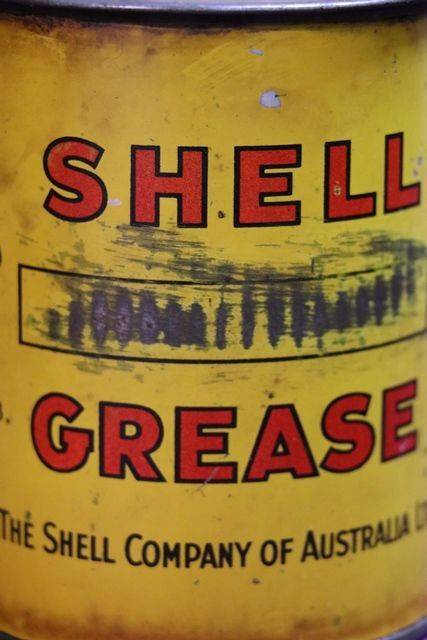 SHELL
GREASE
THE SHELL COMPANY OF AUSTRALIA